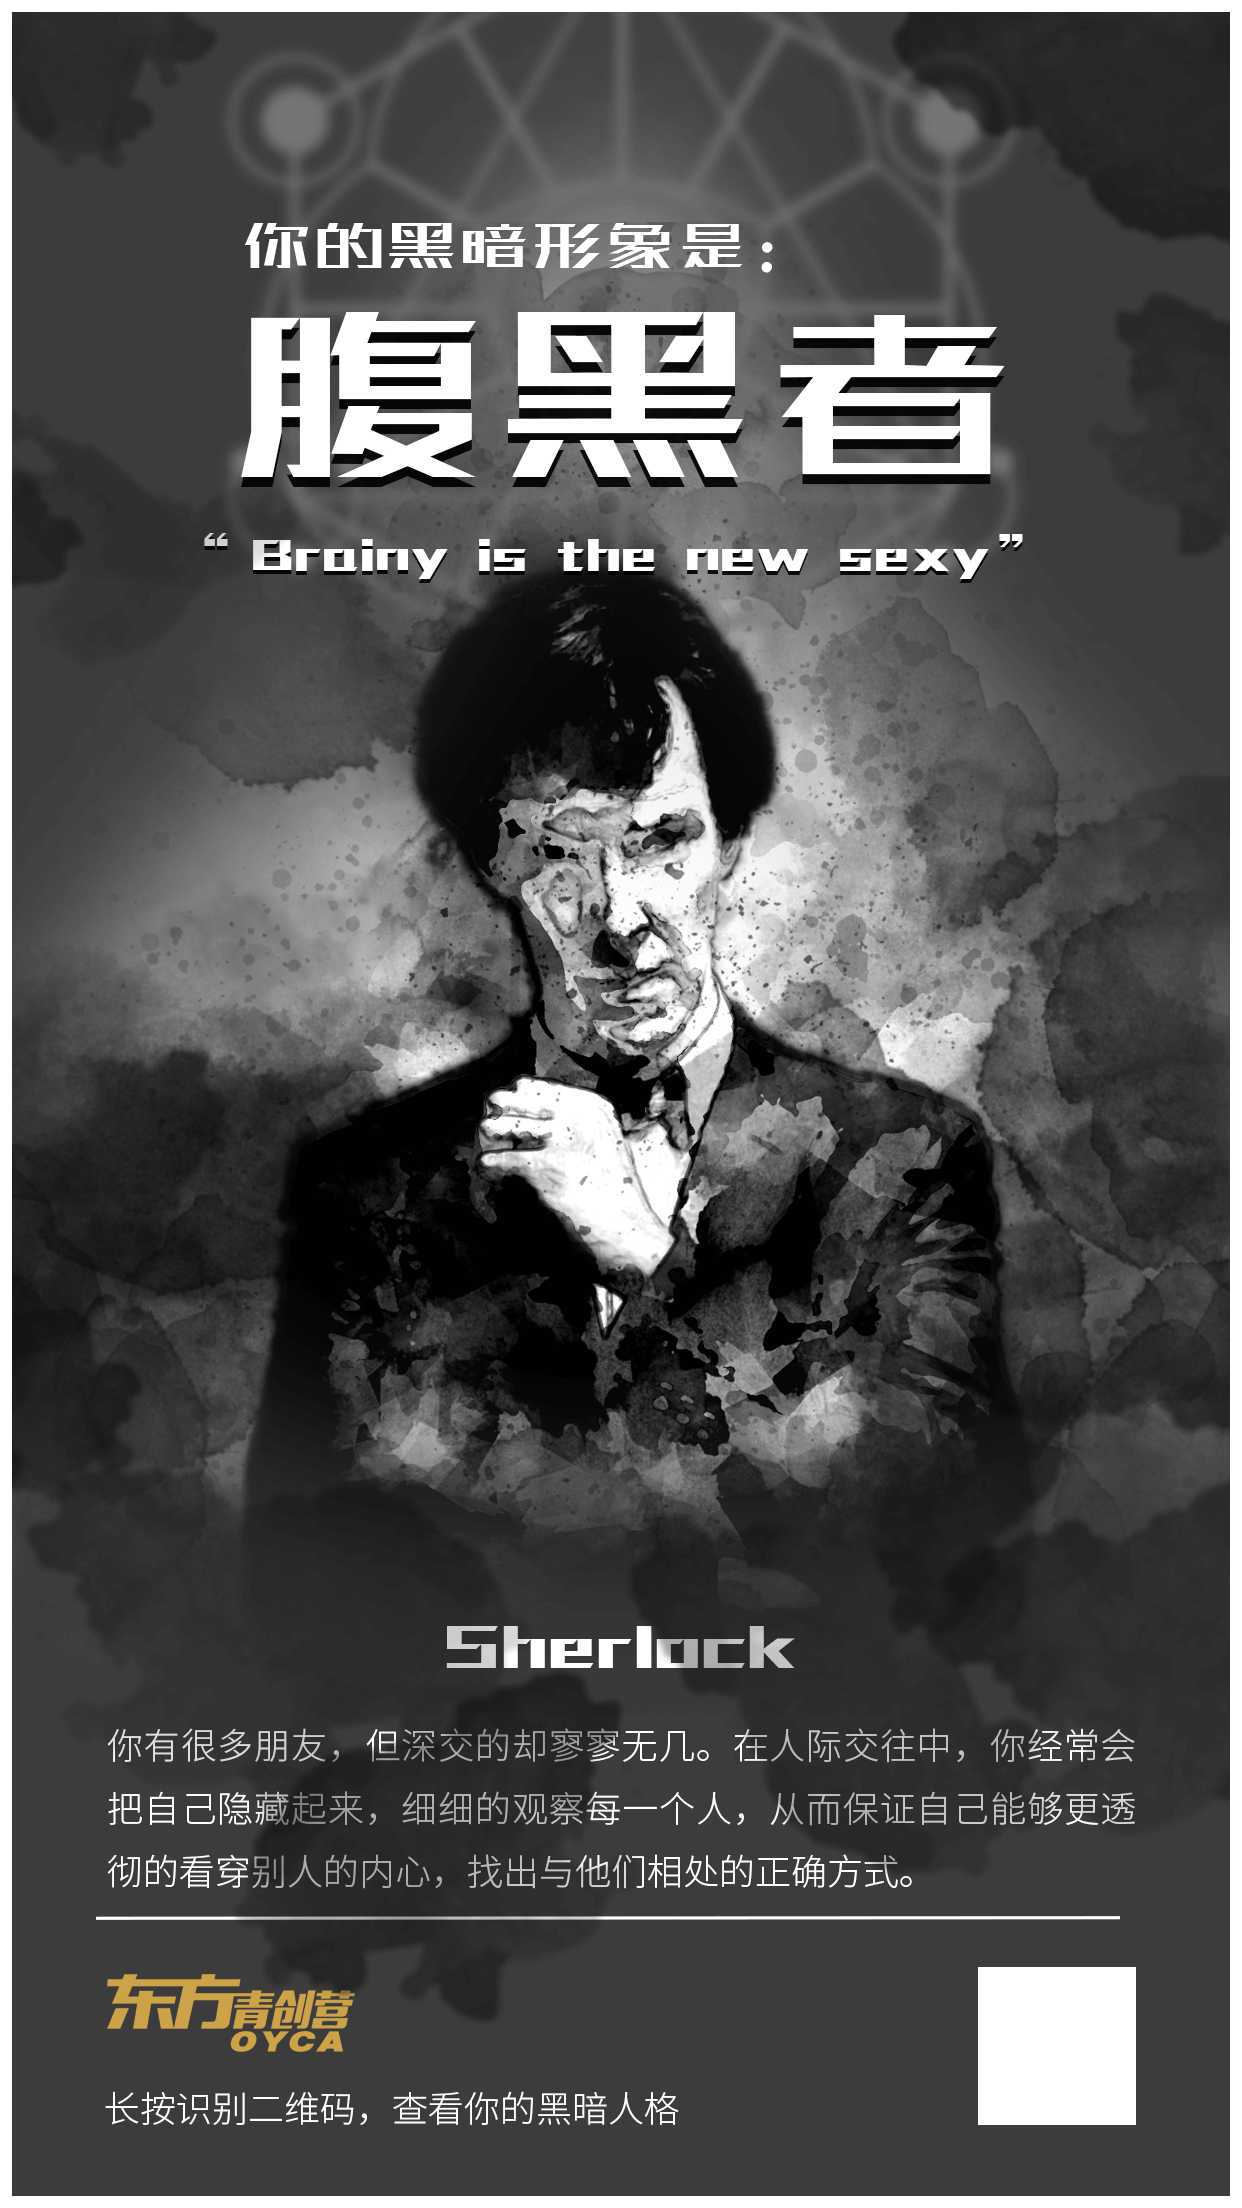 你的黑暗形象是：
腹黑者
“Brainy is the new sexy”
Sherlock
你有很多朋友，但深交的却寥寥无几。在人际交往中，你经常会
把自己隐藏起来，细细的观察每一个人，从而保证自己能够更透
彻的看穿别人的内心，找出与他们相处的正确方式。
东方青创营
OYCA
长按识别二维码，查看你的黑暗人格